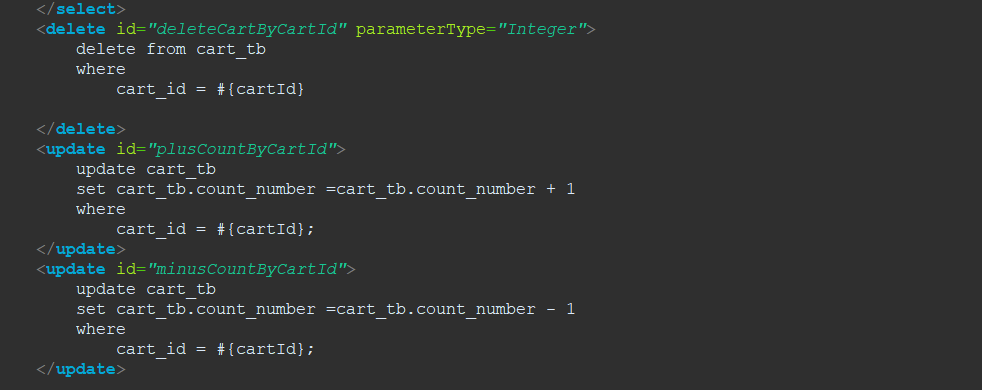 </select>
<delete id="deleteCartByCartId" parameterType="Integer">
delete from cart_tb
where
cart_id = #{cartId}
</delete>
<update id="plusCountByCartId">
update cart_tb
set cart_tb.count_number =cart_tb.count_number + 1
where
cart_id = #{cartId};
</update>
<update id="minusCountByCartId">
update cart_tb
set cart_tb.count_number =cart_tb.count_number - 1
where
cart_id = #{cartId};
</update>